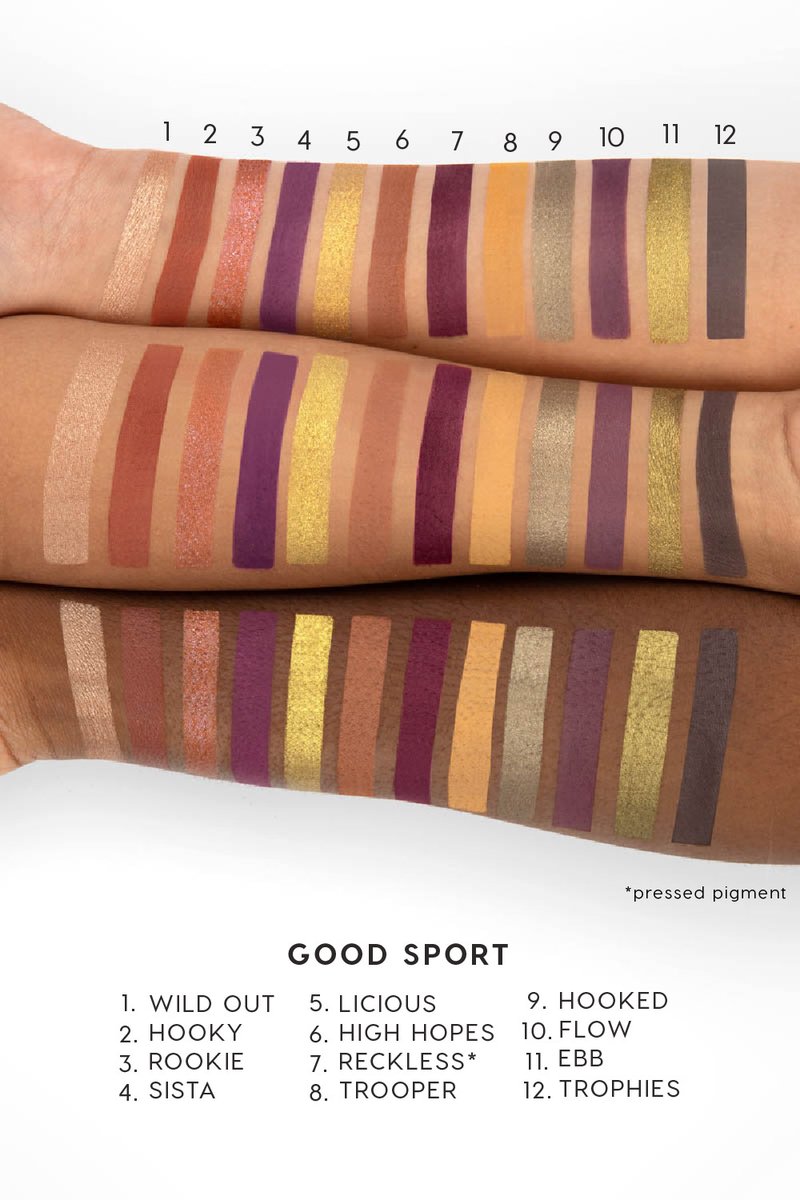 1 2 3 4 5 6 7 8 9 10 11 12
*pressed pigment
GOOD SPORT
1. WILD OUT
2. HOOKY
3. ROOKIE
4. SISTA
5. LICIOUS
6. HIGH HOPES
7. RECKLESS*
8. TROOPER
9. HOOKED
10. FLOW
11. EBB
12. TROPHIES